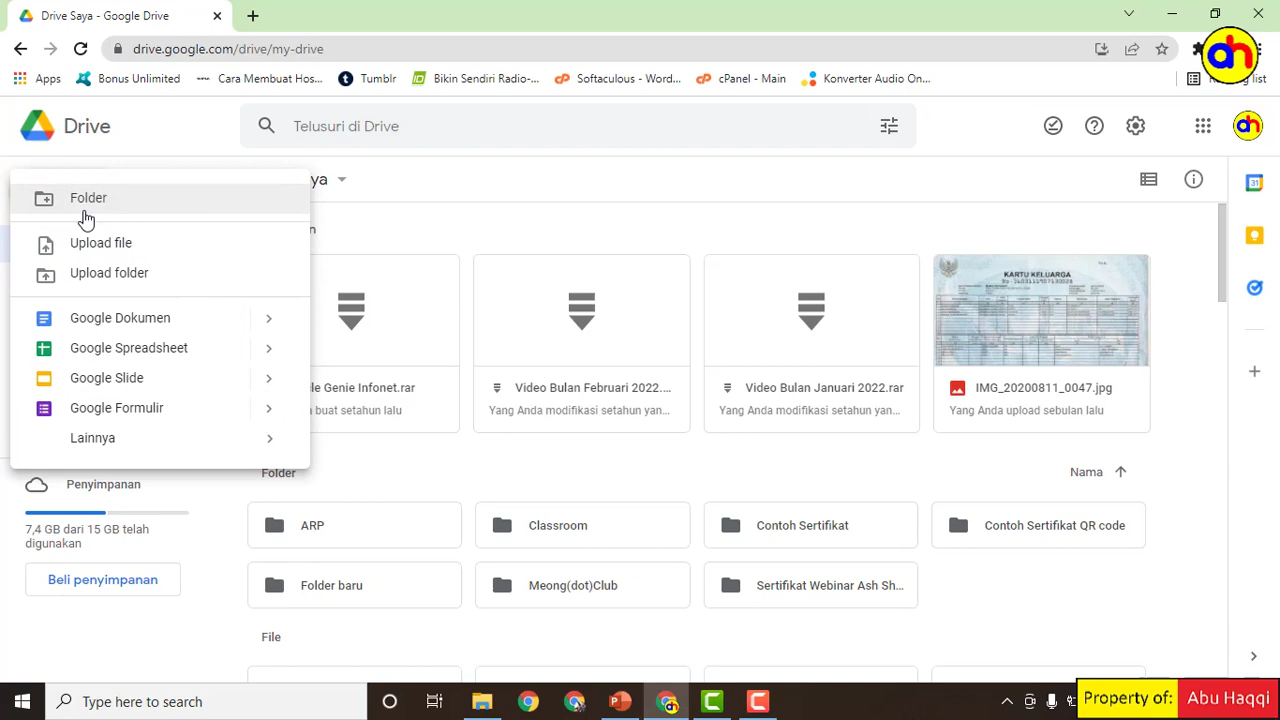 Drive Saya - Google Drive
drive.google.com/drive/my-drive
Apps
Bonus Unlimited
Cara Membuat Hos...
Tumblr
Bikin Sendiri Radio-...
Softaculous - Word...
cPanel - Main
Konverter Audio On...
list
ah
Drive
Telusuri di Drive
ah
ya
Folder
Upload file
Upload folder
Google Dokumen
Google Spreadsheet
Google Slide
Google Formulir
Lainnya
KARTU KELUARGA
le Genie Infonet.rar
buat setahun lalu
Video Bulan Februari 2022....
Yang Anda modifikasi setahun yan...
Video Bulan Januari 2022.rar
Yang Anda modifikasi setahun yan...
IMG_20200811_0047.jpg
Yang Anda upload sebulan lalu
Penyimpanan
7,4 GB dari 15 GB telah
digunakan
Beli penyimpanan
Folder
Nama
ARP
Classroom
Contoh Sertifikat
Contoh Sertifikat QR code
Folder baru
Meong(dot)Club
Sertifikat Webinar Ash Sh...
File
Type here to search
Property of: Abu Haqqi